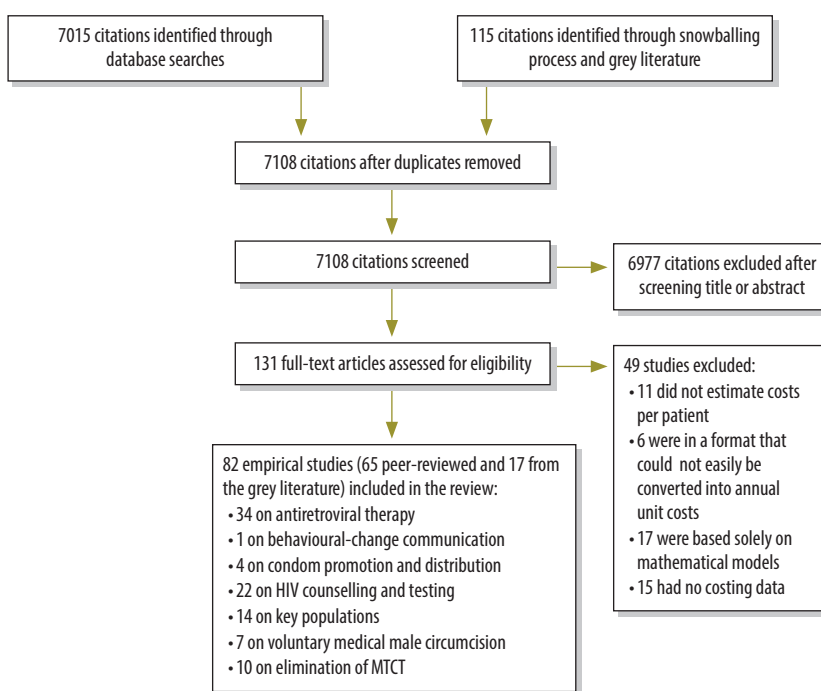 7015 citations identified through
database searches
115 citations identified through snowballing
process and grey literature
7108 citations after duplicates removed
7108 citations screened
6977 citations excluded after
screening title or abstract
131 full-text articles assessed for eligibility
49 studies excluded:
• 11 did not estimate costs
per patient
• 6 were in a format that
could not easily be
converted into annual
unit costs
• 17 were based solely on
mathematical models
• 15 had no costing data
82 empirical studies (65 peer-reviewed and 17 from
the grey literature) included in the review:
• 34 on antiretroviral therapy
• 1 on behavioural-change communication
• 4 on condom promotion and distribution
• 22 on HIV counselling and testing
• 14 on key populations
• 7 on voluntary medical male circumcision
• 10 on elimination of MTCT